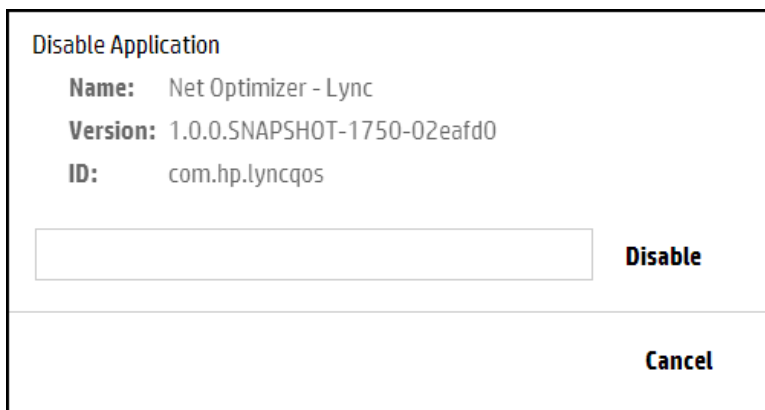 Disable Application
Name: Net Optimizer - Lync
Version: 1.0.0.SNAPSHOT-1750-02eafd0
ID: com.hp.lyncqos
Disable
Cancel